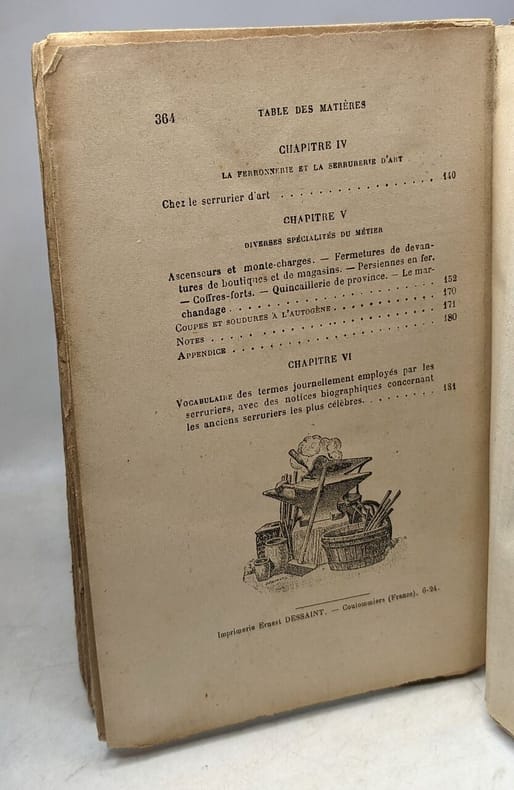 364 TABLE DES MATIÈRES
CHAPITRE IV
LA FERRONNERIE ET LA SERRURERIE D'ART
Chez le serrurier d'art . . . . . . . . . . . . . . . 140
CHAPITRE V
DIVERSES SPÉCIALITÉS DU MÉTIER
Ascenseurs et monte-charges. — Fermetures de devan-
tures de boutiques et de magasins. — Persiennes en fer.
— Coffres-forts. — Quincaillerie de province. — Le mar-
chandage . . . . . . . . . . . . . . . . . . . 152
COUPES ET SOUDURES À L'AUTOGÈNE . . . . . . . . . . 170
NOTES . . . . . . . . . . . . . . . . . . . . 171
APPENDICE . . . . . . . . . . . . . . . . . . 180
CHAPITRE VI
VOCABULAIRE des termes journellement employés par les
serruriers, avec des notices biographiques concernant
les anciens serruriers les plus célèbres. . . . . . . . . 181
Imprimerie Ernest DESSAINT. — Coulommiers (France). 6-24.